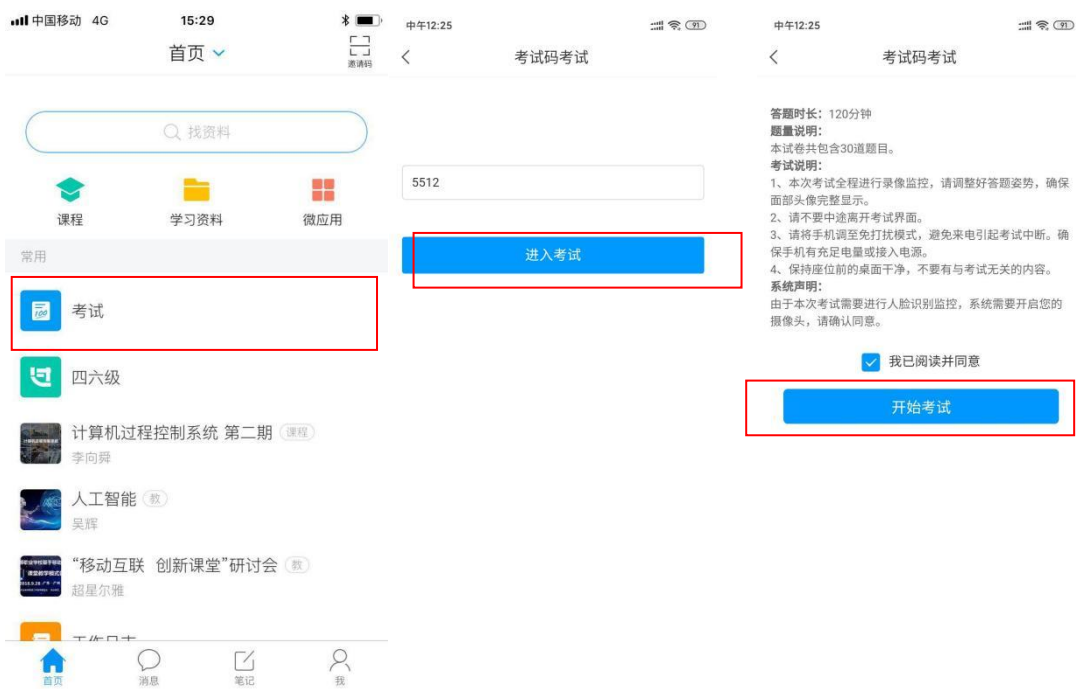 中国移动 4G 15:29
首页
邀请码
找资料
课程 学习资料 微应用
常用
100
考试
四六级
计算机过程控制系统 第二期 课程
李向舜
人工智能 教
吴辉
“移动互联 创新课堂”研讨会 教
超星尔雅
首页 消息 笔记 我
中午12:25 91
考试码考试
5512
进入考试
中午12:25 91
考试码考试
答题时长：120分钟
题量说明：
本试卷共包含30道题目。
考试说明：
1、本次考试全程进行录像监控，请调整好答题姿势，确保
面部头像完整显示。
2、请不要中途离开考试界面。
3、请将手机调至免打扰模式，避免来电引起考试中断。确
保手机有充足电量或接入电源。
4、保持座位前的桌面干净，不要有与考试无关的内容。
系统声明：
由于本次考试需要进行人脸识别监控，系统需要开启您的
摄像头，请确认同意。
我已阅读并同意
开始考试